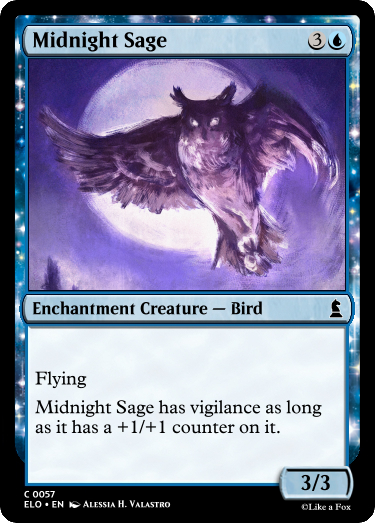 Midnight Sage 3
Enchantment Creature — Bird
Flying
Midnight Sage has vigilance as long
as it has a +1/+1 counter on it.
3/3
C 0057
ELO • EN Alessia H. Valastro
©Like a Fox